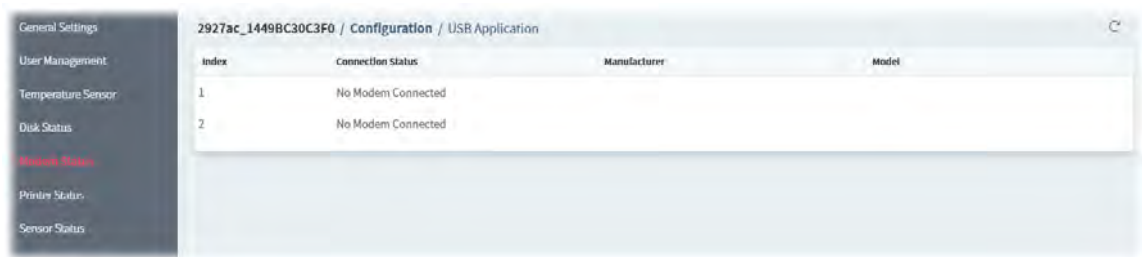 General Settings
User Management
Temperature Sensor
Disk Status
Printer Status
Sensor Status
2927ac_1449BC30C3F0 / Configuration / USB Application
Index Connection Status Manufacturer Model
1 No Modem Connected
2 No Modem Connected